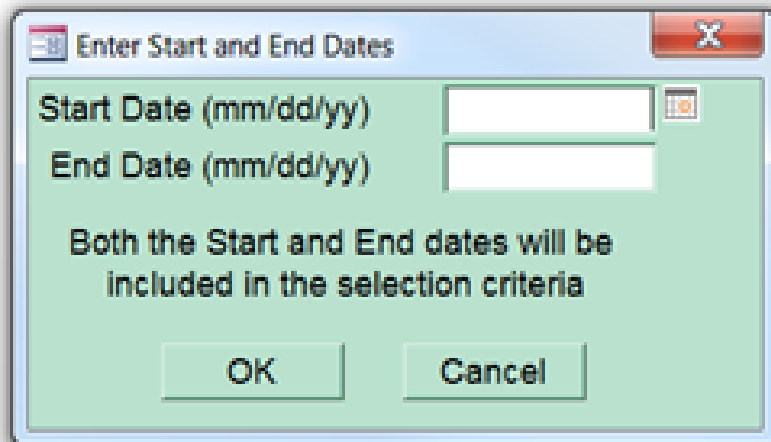 Enter Start and End Dates
Start Date (mm/dd/yy)
End Date (mm/dd/yy)
Both the Start and End dates will be
included in the selection criteria
OK Cancel